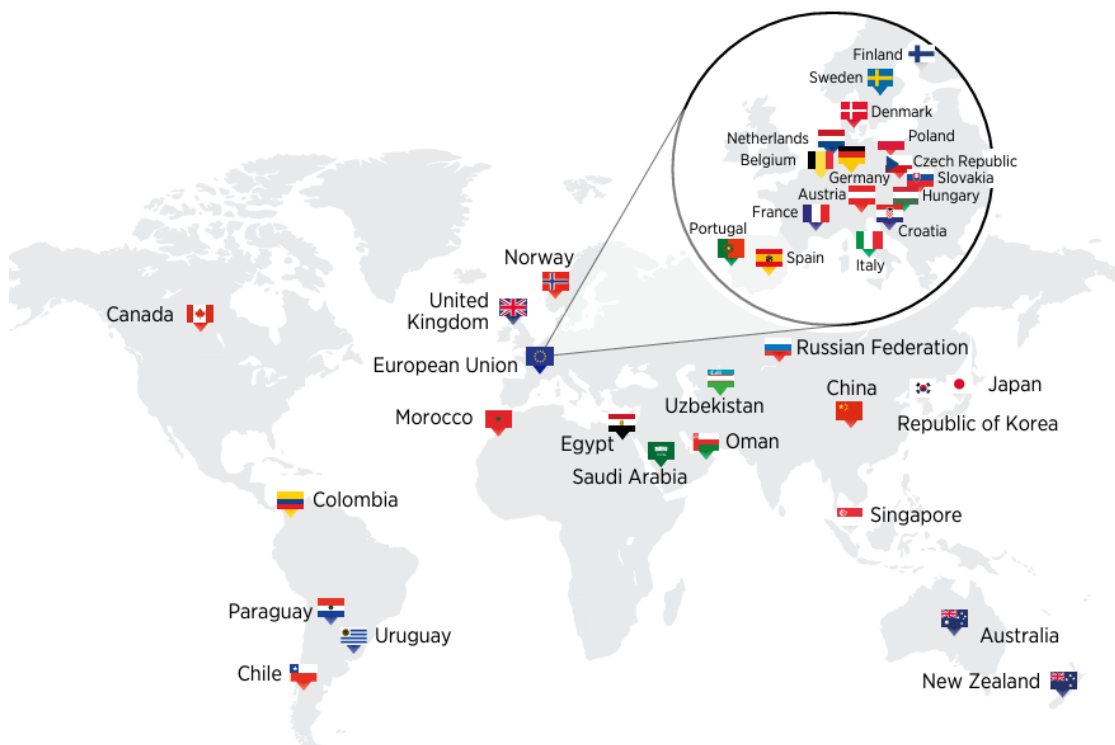 Finland
Sweden
Denmark
Netherlands
Poland
Belgium
Czech Republic
Germany
Slovakia
Austria
Hungary
France
Croatia
Portugal
Spain
Italy
Norway
United
Kingdom
Canada
European Union
Russian Federation
Uzbekistan
China
Japan
Morocco
Republic of Korea
Egypt
Oman
Saudi Arabia
Colombia
Singapore
Paraguay
Uruguay
Australia
Chile
New Zealand